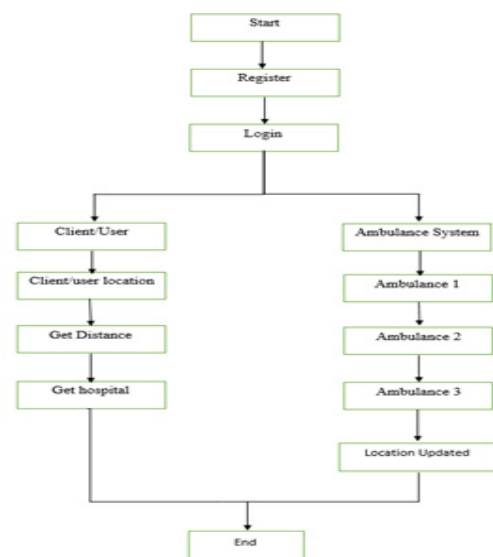 Start
Register
Login
Client/User
Client/user location
Get Distance
Get hospital
Ambulance System
Ambulance 1
Ambulance 2
Ambulance 3
Location Updated
End